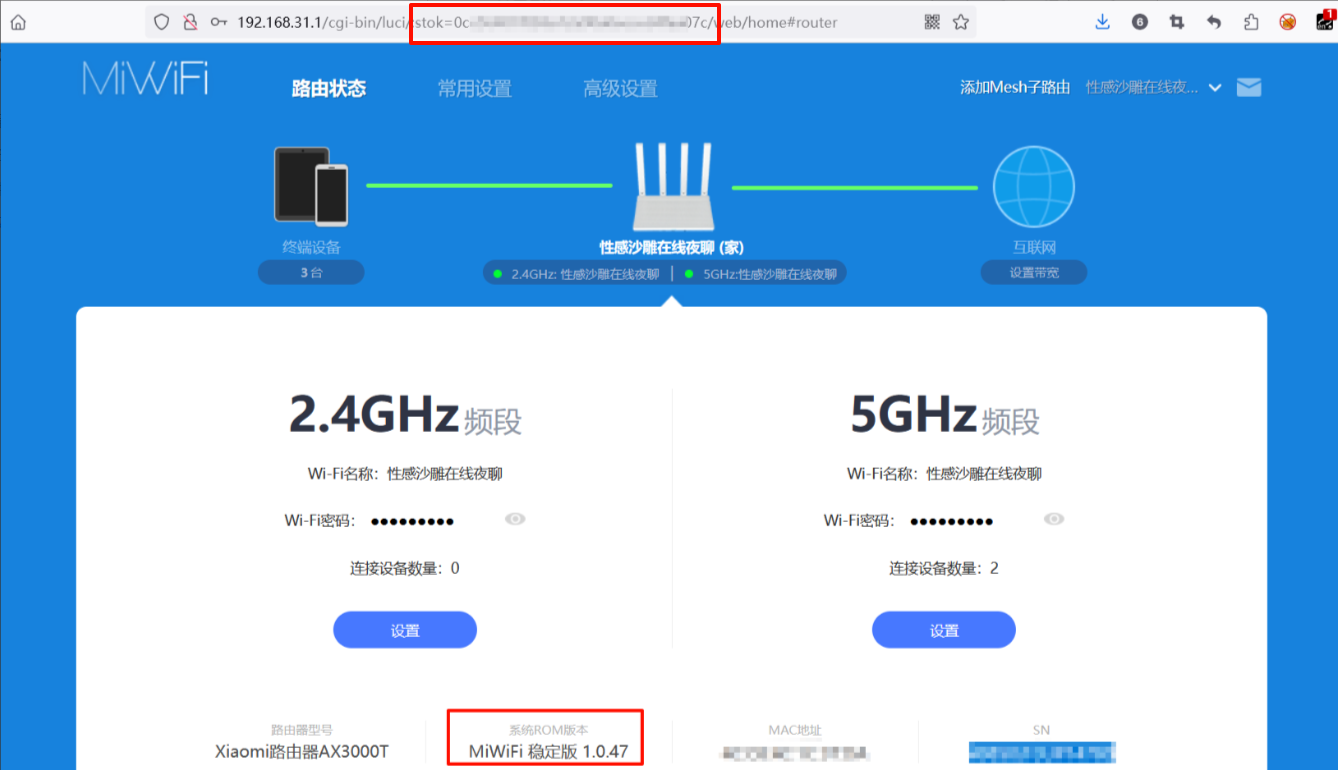 192.168.31.1/cgi-bin/luci/;stok=0c 07c/web/home#router
6
1
MiWiFi 路由状态 常用设置 高级设置 添加Mesh子路由 性感沙雕在线夜...
终端设备 性感沙雕在线夜聊 (家) 互联网
3 台 2.4GHz: 性感沙雕在线夜聊 | 5GHz:性感沙雕在线夜聊 设置带宽
2.4GHz 频段
Wi-Fi名称：性感沙雕在线夜聊
Wi-Fi密码： ●●●●●●●●●
连接设备数量：0
设置
5GHz 频段
Wi-Fi名称：性感沙雕在线夜聊
Wi-Fi密码： ●●●●●●●●●
连接设备数量：2
设置
路由器型号
Xiaomi路由器AX3000T
系统ROM版本
MiWiFi 稳定版 1.0.47
MAC地址
SN